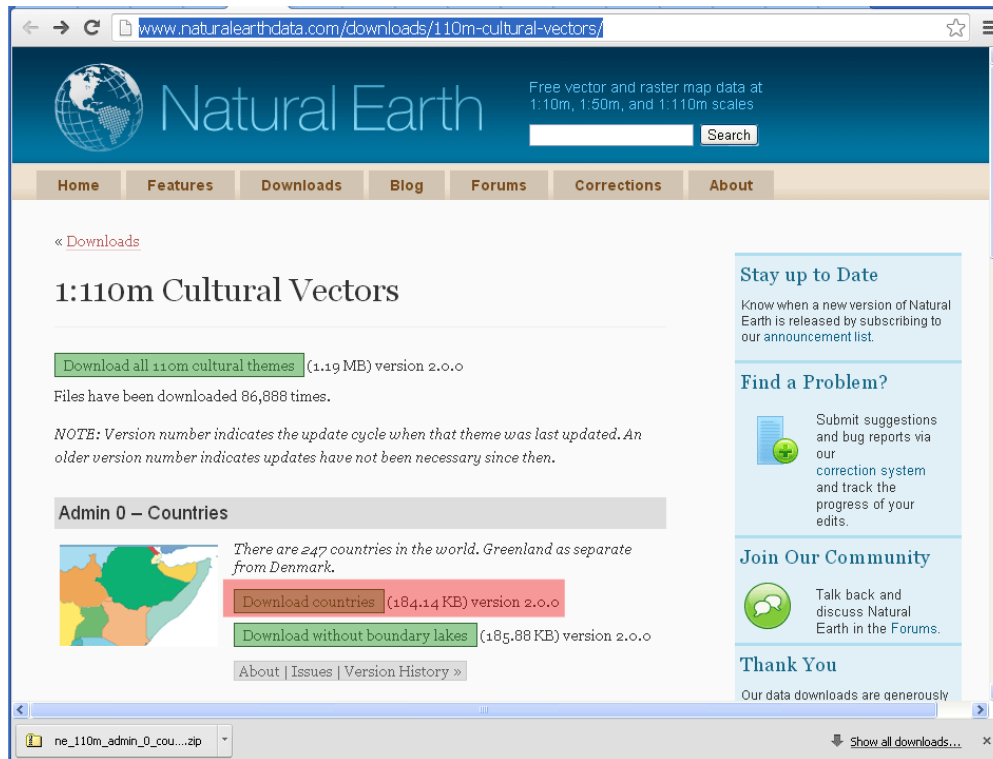 www.naturalearthdata.com/downloads/110m-cultural-vectors/
Natural Earth
Free vector and raster map data at
1:10m, 1:50m, and 1:110m scales
Search
Home Features Downloads Blog Forums Corrections About
« Downloads
1:110m Cultural Vectors
Download all 110m cultural themes (1.19 MB) version 2.0.0
Files have been downloaded 86,888 times.
NOTE: Version number indicates the update cycle when that theme was last updated. An
older version number indicates updates have not been necessary since then.
Admin 0 – Countries
There are 247 countries in the world. Greenland as separate
from Denmark.
Download countries (184.14 KB) version 2.0.0
Download without boundary lakes (185.88 KB) version 2.0.0
About | Issues | Version History »
Stay up to Date
Know when a new version of Natural
Earth is released by subscribing to
our announcement list.
Find a Problem?
Submit suggestions
and bug reports via
our
correction system
and track the
progress of your
edits.
Join Our Community
Talk back and
discuss Natural
Earth in the Forums.
Thank You
Our data downloads are generously
ne_110m_admin_0_cou....zip
Show all downloads...